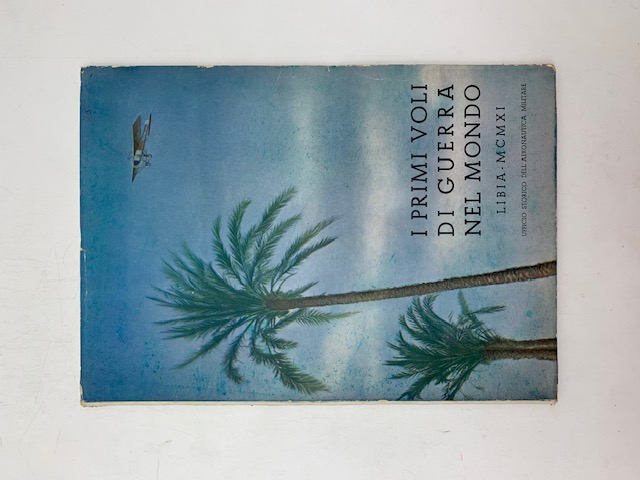 I PRIMI VOLI
DI GUERRA
NEL MONDO
LIBIA · MCMXI
UFFICIO STORICO DELL'AERONAUTICA MILITARE